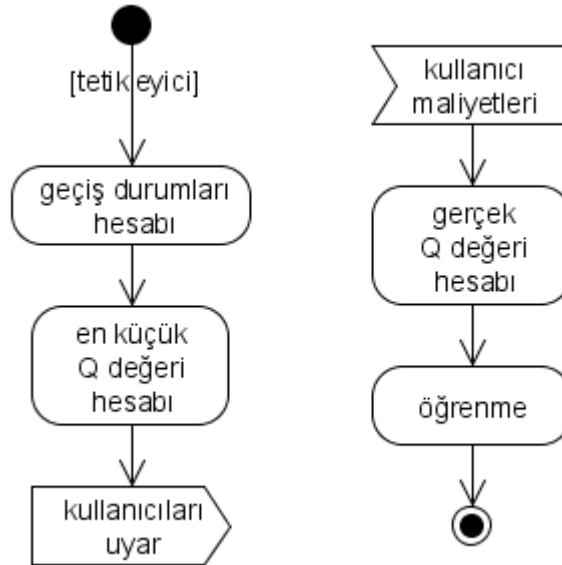 [tetikleyici]
geçiş durumları
hesabı
en küçük
Q değeri
hesabı
kullanıcıları
uyar
kullanıcı
maliyetleri
gerçek
Q değeri
hesabı
öğrenme